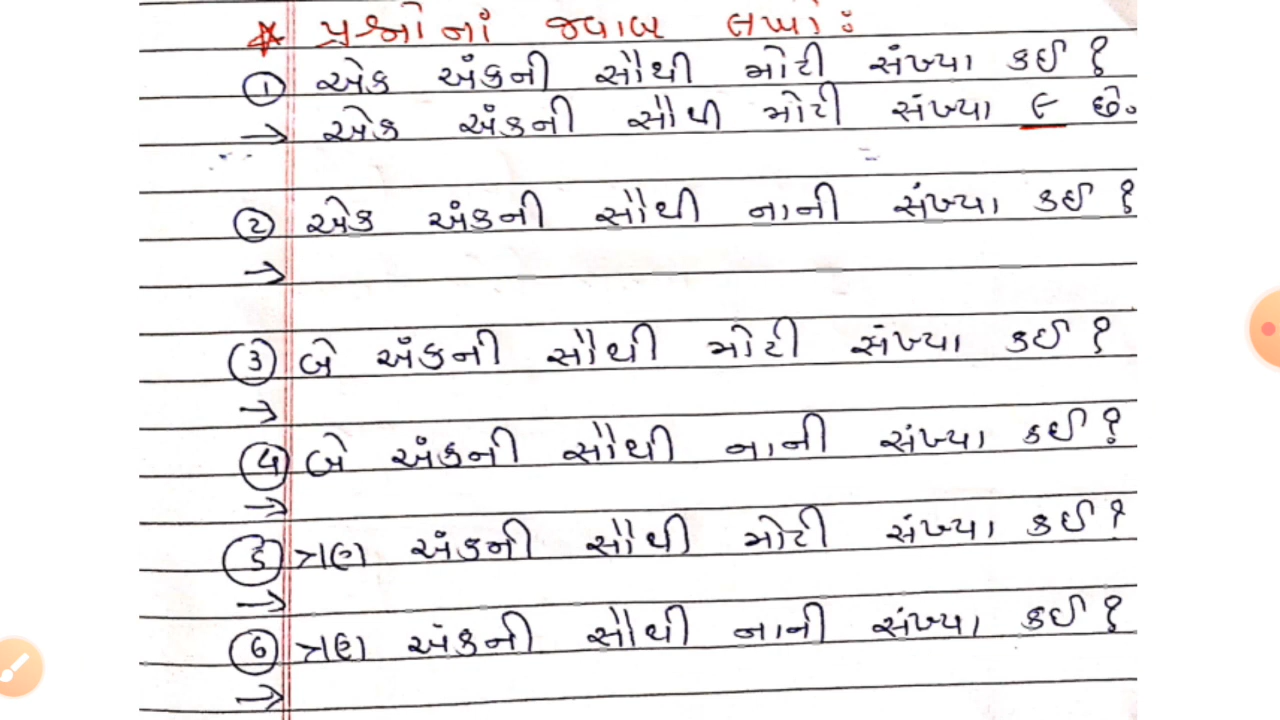 * પ્રશ્નોનાં જવાબ લખો:
① એક અંકની સૌથી મોટી સંખ્યા કઈ ?
→ એક અંકની સૌથી મોટી સંખ્યા ૯ છે.
② એક અંકની સૌથી નાની સંખ્યા કઈ ?
→
③ બે અંકની સૌથી મોટી સંખ્યા કઈ ?
→
④ બે અંકની સૌથી નાની સંખ્યા કઈ ?
→
⑤ ત્રણ અંકની સૌથી મોટી સંખ્યા કઈ ?
→
⑥ ત્રણ અંકની સૌથી નાની સંખ્યા કઈ ?
→